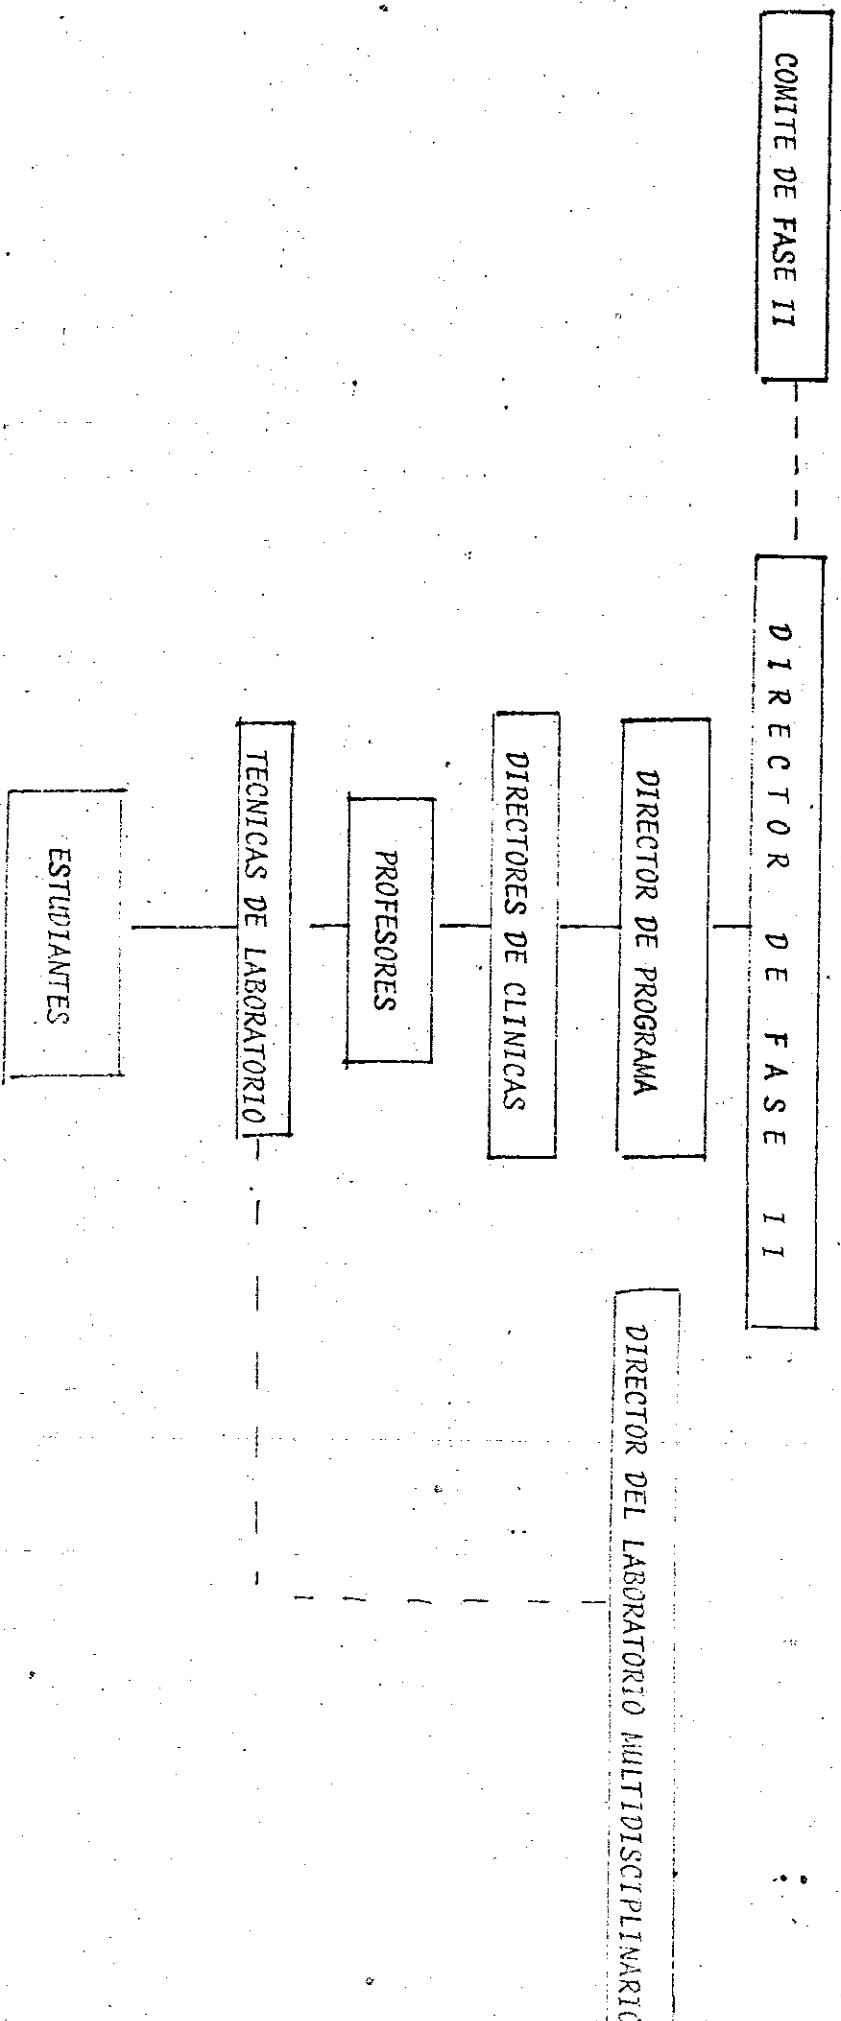 COMITE DE FASE II
DIRECTOR DE FASE II
DIRECTOR DE PROGRAMA
DIRECTOR DEL LABORATORIO MULTIDISCIPLINARIO
DIRECTORES DE CLINICAS
PROFESORES
TECNICAS DE LABORATORIO
ESTUDIANTES